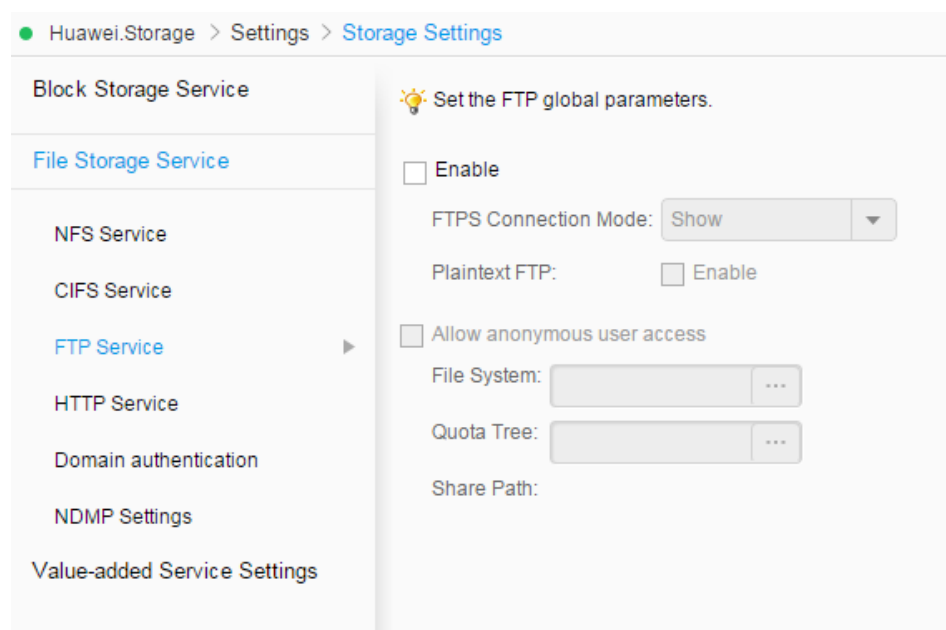 Huawei.Storage > Settings > Storage Settings
Block Storage Service
File Storage Service
NFS Service
CIFS Service
FTP Service
HTTP Service
Domain authentication
NDMP Settings
Value-added Service Settings
Set the FTP global parameters.
Enable
FTPS Connection Mode: Show
Plaintext FTP: Enable
Allow anonymous user access
File System: ...
Quota Tree: ...
Share Path: